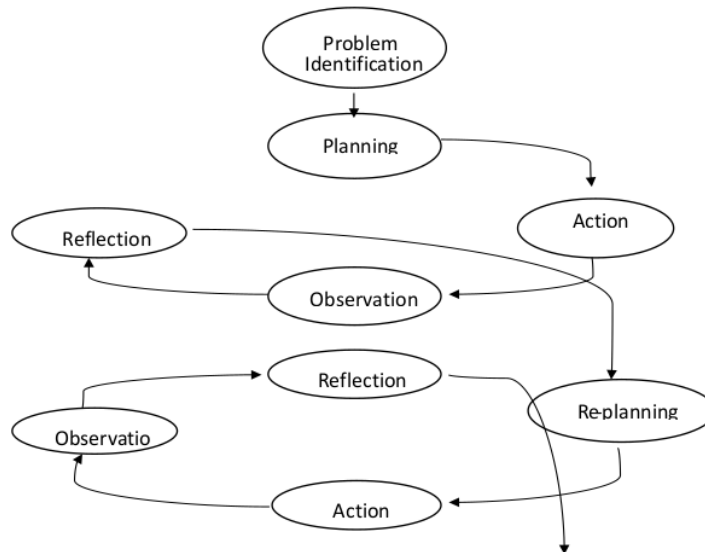 Problem
Identification
Planning
Action
Reflection
Observation
Reflection
Re-planning
Observatio
Action